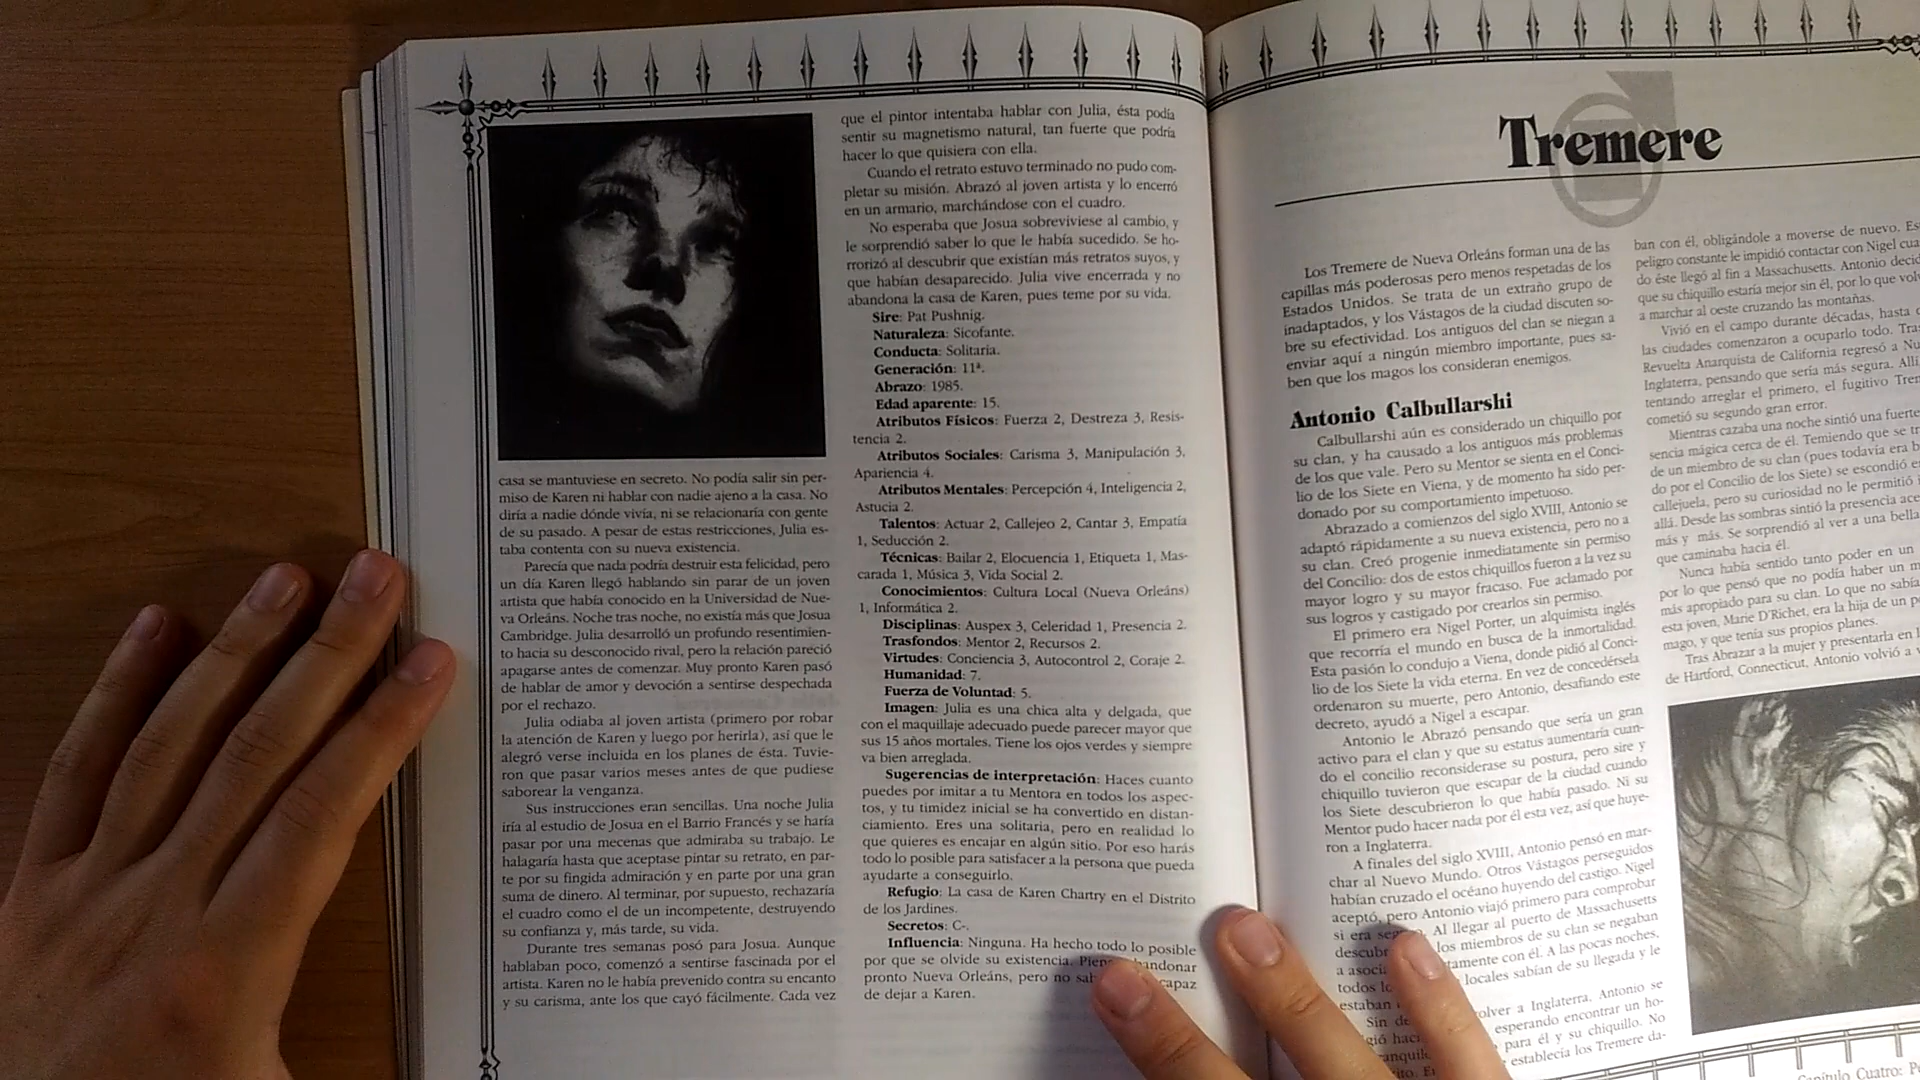 casa se mantuviese en secreto. No podía salir sin per-
miso de Karen ni hablar con nadie ajeno a la casa. No
diría a nadie dónde vivía, ni se relacionaría con gente
de su pasado. A pesar de estas restricciones, Julia es-
taba contenta con su nueva existencia.
Parecía que nada podría destruir esta felicidad, pero
un día Karen llegó hablando sin parar de un joven
artista que había conocido en la Universidad de Nue-
va Orleáns. Noche tras noche, no existía más que Josua
Cambridge. Julia desarrolló un profundo resentimien-
to hacia su desconocido rival, pero la relación pareció
apagarse antes de comenzar. Muy pronto Karen pasó
de hablar de amor y devoción a sentirse despechada
por el rechazo.
Julia odiaba al joven artista (primero por robar
la atención de Karen y luego por herirla), así que le
alegró verse incluida en los planes de ésta. Tuvie-
ron que pasar varios meses antes de que pudiese
saborear la venganza.
Sus instrucciones eran sencillas. Una noche Julia
iría al estudio de Josua en el Barrio Francés y se haría
pasar por una mecenas que admiraba su trabajo. Le
halagaría hasta que aceptase pintar su retrato, en par-
te por su fingida admiración y en parte por una gran
suma de dinero. Al terminar, por supuesto, rechazaría
el cuadro como el de un incompetente, destruyendo
su confianza y, más tarde, su vida.
Durante tres semanas posó para Josua. Aunque
hablaban poco, comenzó a sentirse fascinada por el
artista. Karen no le había prevenido contra su encanto
y su carisma, ante los que cayó fácilmente. Cada vez
que el pintor intentaba hablar con Julia, ésta podía
sentir su magnetismo natural, tan fuerte que podría
hacer lo que quisiera con ella.
Cuando el retrato estuvo terminado no pudo com-
pletar su misión. Abrazó al joven artista y lo encerró
en un armario, marchándose con el cuadro.
No esperaba que Josua sobreviviese al cambio, y
le sorprendió saber lo que le había sucedido. Se ho-
rrorizó al descubrir que existían más retratos suyos, y
que habían desaparecido. Julia vive encerrada y no
abandona la casa de Karen, pues teme por su vida.
Sire: Pat Pushnig.
Naturaleza: Sicofante.
Conducta: Solitaria.
Generación: 11ª.
Abrazo: 1985.
Edad aparente: 15.
Atributos Físicos: Fuerza 2, Destreza 3, Resis-
tencia 2.
Atributos Sociales: Carisma 3, Manipulación 3,
Apariencia 4.
Atributos Mentales: Percepción 4, Inteligencia 2,
Astucia 2.
Talentos: Actuar 2, Callejeo 2, Cantar 3, Empatía
1, Seducción 2.
Técnicas: Bailar 2, Elocuencia 1, Etiqueta 1, Mas-
carada 1, Música 3, Vida Social 2.
Conocimientos: Cultura Local (Nueva Orleáns)
1, Informática 2.
Disciplinas: Auspex 3, Celeridad 1, Presencia 2.
Trasfondos: Mentor 2, Recursos 2.
Virtudes: Conciencia 3, Autocontrol 2, Coraje 2.
Humanidad: 7.
Fuerza de Voluntad: 5.
Imagen: Julia es una chica alta y delgada, que
con el maquillaje adecuado puede parecer mayor que
sus 15 años mortales. Tiene los ojos verdes y siempre
va bien arreglada.
Sugerencias de interpretación: Haces cuanto
puedes por imitar a tu Mentora en todos los aspec-
tos, y tu timidez inicial se ha convertido en distan-
ciamiento. Eres una solitaria, pero en realidad lo
que quieres es encajar en algún sitio. Por eso harás
todo lo posible para satisfacer a la persona que pueda
ayudarte a conseguirlo.
Refugio: La casa de Karen Chartry en el Distrito
de los Jardines.
Secretos: C-.
Influencia: Ninguna. Ha hecho todo lo posible
por que se olvide su existencia.
pronto Nueva Orleáns, pero no
de dejar a Karen.
Tremere
Los Tremere de Nueva Orleáns forman una de las
capillas más poderosas pero menos respetadas de los
Estados Unidos. Se trata de un extraño grupo de
inadaptados, y los Vástagos de la ciudad discuten so-
bre su efectividad. Los antiguos del clan se niegan a
enviar aquí a ningún miembro importante, pues sa-
ben que los magos los consideran enemigos.
Antonio Calbullarshi
Calbullarshi aún es considerado un chiquillo por
su clan, y ha causado a los antiguos más problemas
de los que vale. Pero su Mentor se sienta en el Conci-
lio de los Siete en Viena, y de momento ha sido per-
donado por su comportamiento impetuoso.
Abrazado a comienzos del siglo XVIII, Antonio se
adaptó rápidamente a su nueva existencia, pero no a
su clan. Creó progenie inmediatamente sin permiso
del Concilio: dos de estos chiquillos fueron a la vez su
mayor logro y su mayor fracaso. Fue aclamado por
sus logros y castigado por crearlos sin permiso.
El primero era Nigel Porter, un alquimista inglés
que recorría el mundo en busca de la inmortalidad.
Esta pasión lo condujo a Viena, donde pidió al Conci-
lio de los Siete la vida eterna. En vez de concedérsela
ordenaron su muerte, pero Antonio, desafiando este
decreto, ayudó a Nigel a escapar.
Antonio le Abrazó pensando que sería un gran
activo para el clan y que su estatus aumentaría cuan-
do el concilio reconsiderase su postura, pero sire y
chiquillo tuvieron que escapar de la ciudad cuando
los Siete descubrieron lo que había pasado. Ni su
Mentor pudo hacer nada por él esta vez, así que huye-
ron a Inglaterra.
A finales del siglo XVIII, Antonio pensó en mar-
char al Nuevo Mundo. Otros Vástagos perseguidos
habían cruzado el océano huyendo del castigo. Nigel
aceptó, pero Antonio viajó primero para comprobar
si era Al llegar al puerto de Massachusetts
los miembros de su clan se negaban
con él. A las pocas noches,
todos locales sabían de su llegada y le
estaban
a Inglaterra. Antonio se
esperando encontrar un ho-
para él y su chiquillo. No
establecía los Tremere da-
ban con él, obligándole a moverse de nuevo.
peligro constante le impidió contactar con Nigel
do éste llegó al fin a Massachusetts. Antonio
que su chiquillo estaría mejor sin él, por lo que
a marchar al oeste cruzando las montañas.
Vivió en el campo durante décadas, hasta
las ciudades comenzaron a ocuparlo todo.
Revuelta Anarquista de California regresó a
Inglaterra, pensando que sería más segura. Allí
tentando arreglar el primero, el fugitivo
cometió su segundo gran error.
Mientras cazaba una noche sintió una fuerte
sencia mágica cerca de él. Temiendo que se
de un miembro de su clan (pues todavía era
do por el Concilio de los Siete) se escondió
callejuela, pero su curiosidad no le permitió
allá. Desde las sombras sintió la presencia
más y más. Se sorprendió al ver a una bella
que caminaba hacia él.
Nunca había sentido tanto poder en un
por lo que pensó que no podía haber un
más apropiado para su clan. Lo que no sabía
esta joven, Marie D'Richet, era la hija de un
mago, y que tenía sus propios planes.
Tras Abrazar a la mujer y presentarla en
de Hartford, Connecticut, Antonio volvió a
Capítulo Cuatro: